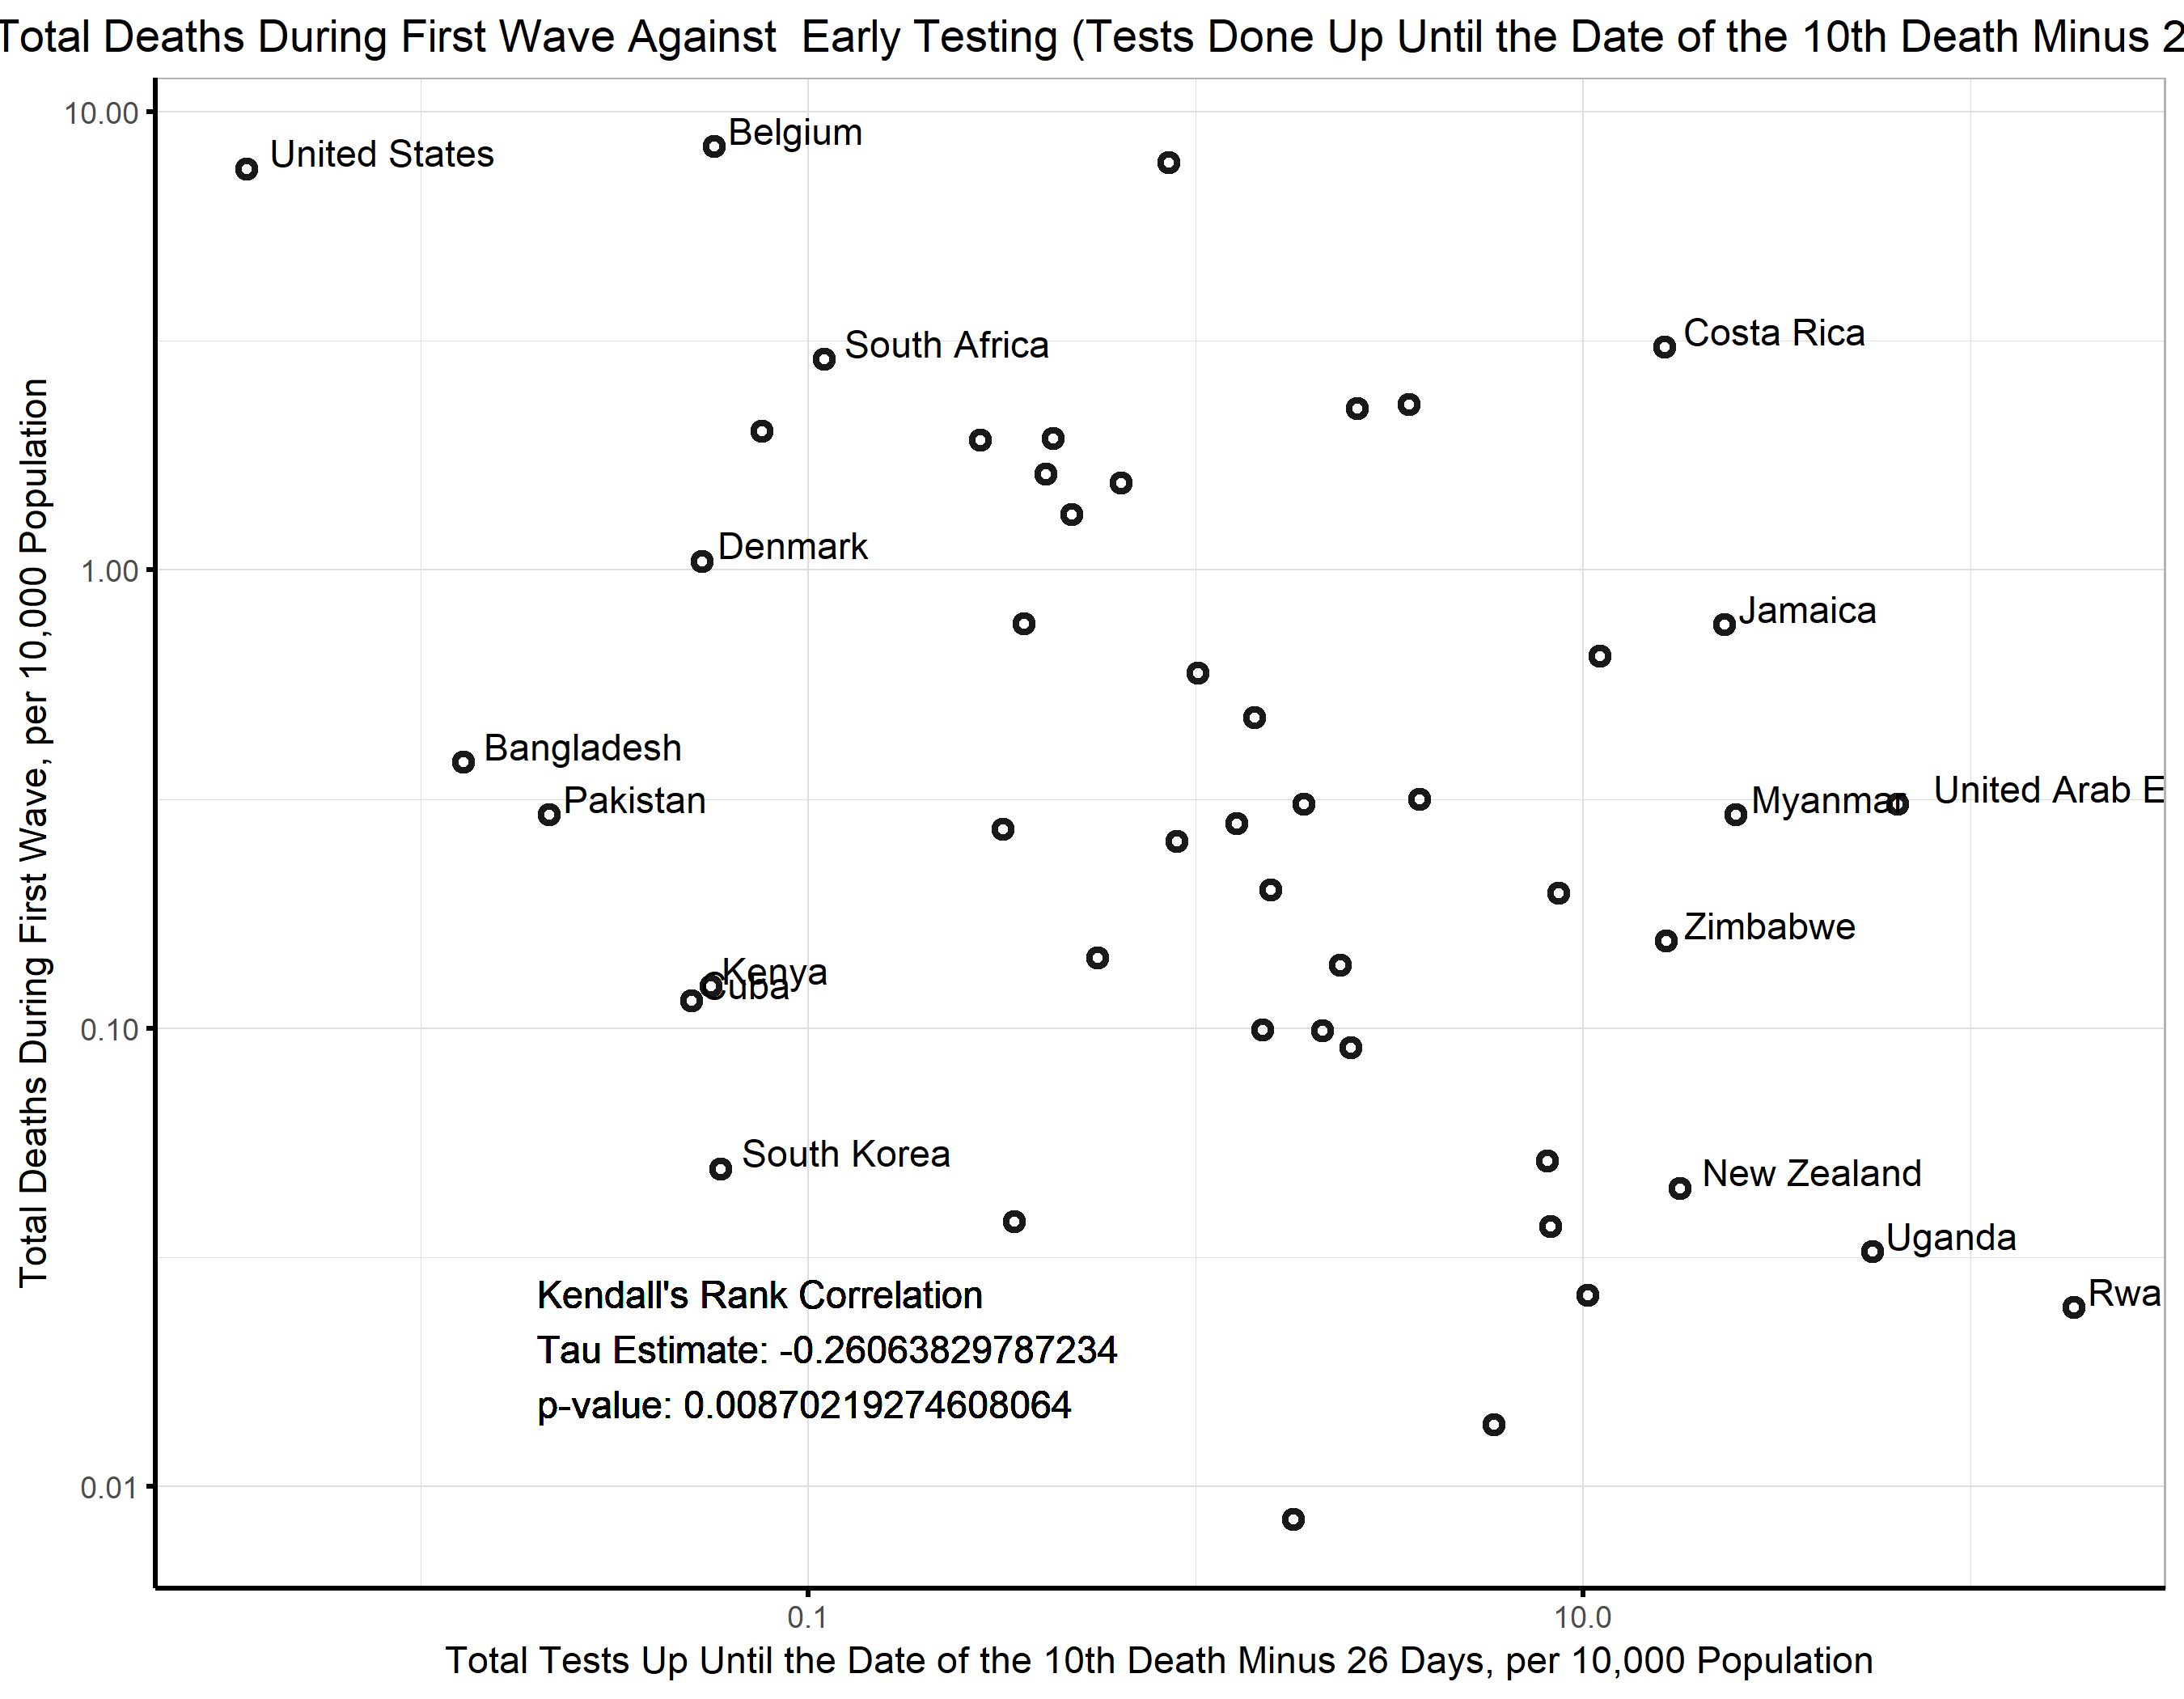 Total Deaths During First Wave Against  Early Testing (Tests Done Up Until the Date of the 10th Death Minus 2
10.00
United States
Belgium
South Africa
Costa Rica
1.00
Denmark
Jamaica
Bangladesh
Pakistan
Myanmar
United Arab E
Zimbabwe
Kenya
Cuba
0.10
South Korea
New Zealand
Uganda
Rwa
Kendall's Rank Correlation
Tau Estimate: -0.26063829787234
p-value: 0.00870219274608064
0.01
0.1
10.0
Total Tests Up Until the Date of the 10th Death Minus 26 Days, per 10,000 Population
Total Deaths During First Wave, per 10,000 Population